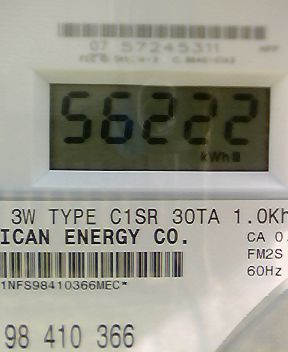 07 57245311
56222
kWh
3W TYPE C1SR 30TA 1.0Kh
ICAN ENERGY CO.
CA 0.
FM2S
60Hz
1NFS98410366MEC*
98 410 366